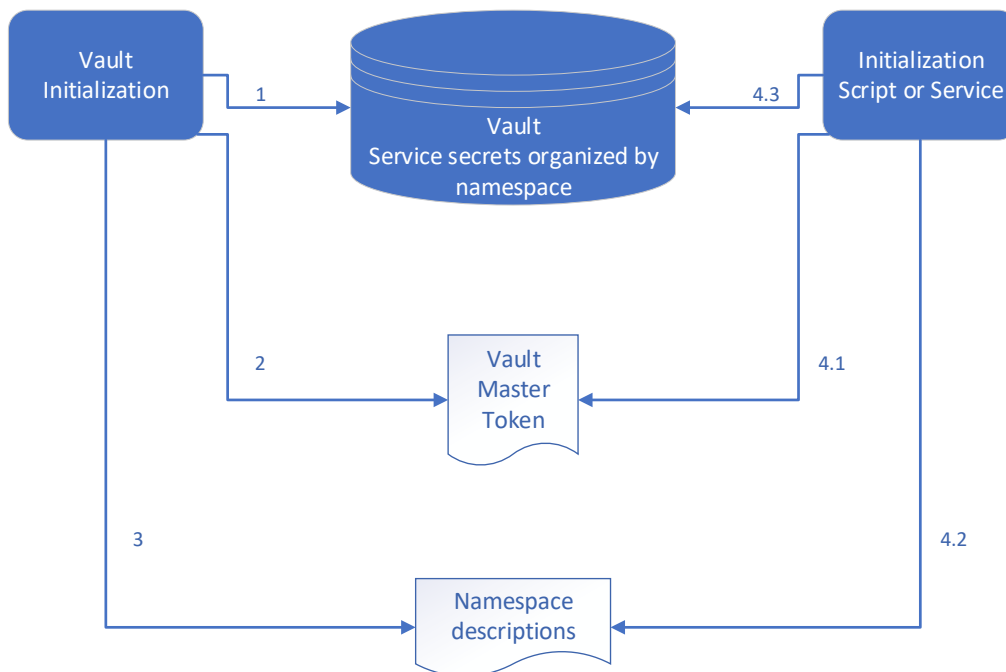 Vault
Initialization
1
Vault
Service secrets organized by
namespace
4.3
Initialization
Script or Service
2
Vault
Master
Token
4.1
3
4.2
Namespace
descriptions